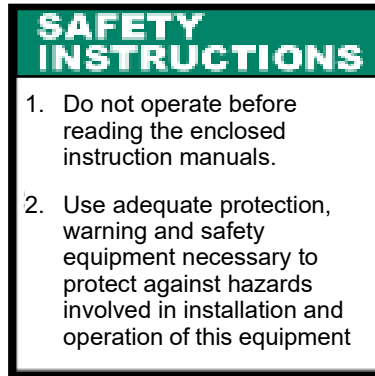 SAFETY
INSTRUCTIONS
1. Do not operate before
reading the enclosed
instruction manuals.
2. Use adequate protection,
warning and safety
equipment necessary to
protect against hazards
involved in installation and
operation of this equipment